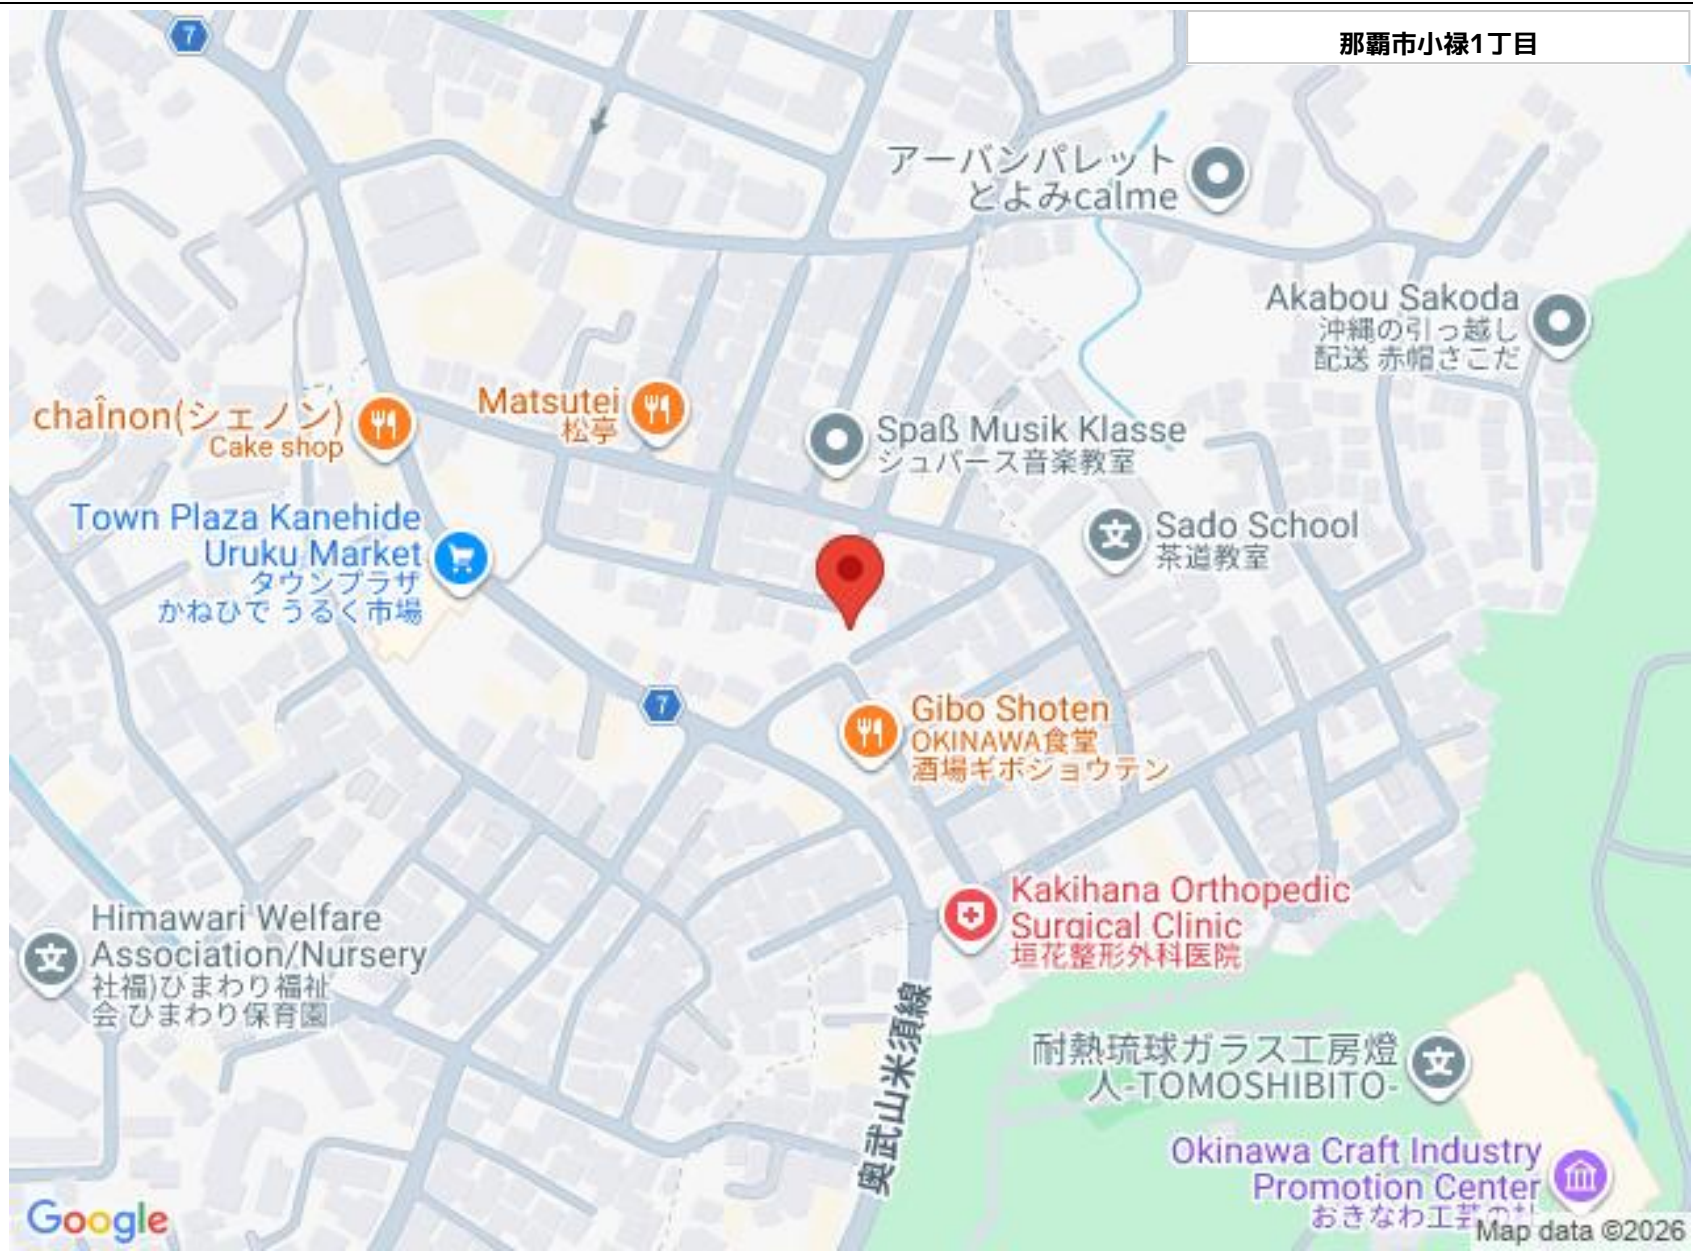 那覇市小禄1丁目
7
アーバンパレット
とよみcalme
Akabou Sakoda
沖縄の引っ越し
配送 赤帽さこだ
chaÎnon(シェノン)
Cake shop
Matsutei
松亭
Spaß Musik Klasse
シュパース音楽教室
Town Plaza Kanehide
Uruku Market
タウンプラザ
かねひで うるく市場
Sado School
茶道教室
7
Gibo Shoten
OKINAWA食堂
酒場ギボショウテン
Kakihana Orthopedic
Surgical Clinic
垣花整形外科医院
Himawari Welfare
Association/Nursery
社福)ひまわり福祉
会 ひまわり保育園
奥武山米須線
耐熱琉球ガラス工房燈
人-TOMOSHIBITO-
Okinawa Craft Industry
Promotion Center
おきなわ工芸の杜
Google
Map data ©2026